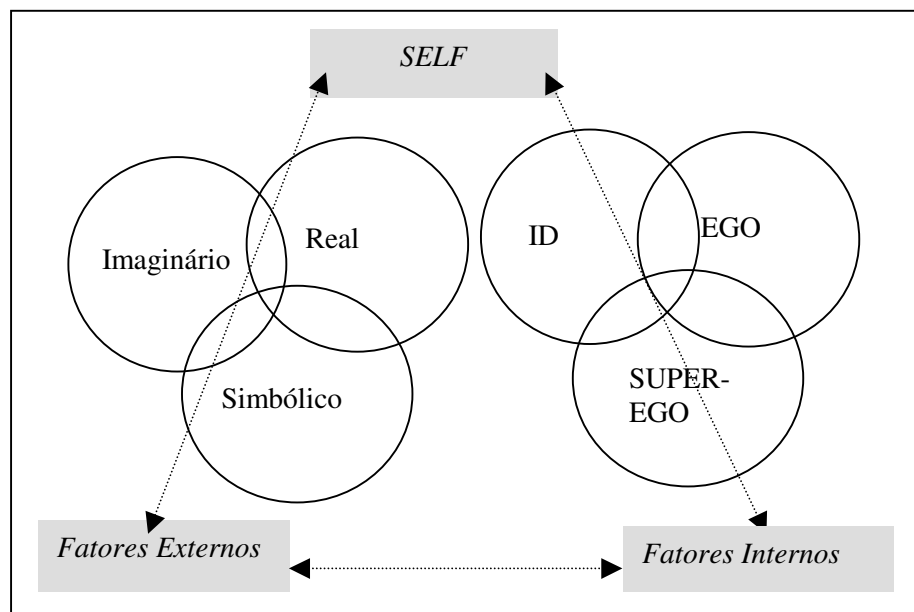 SELF
Imaginário
Real
Simbólico
ID
EGO
SUPER-
EGO
Fatores Externos
Fatores Internos